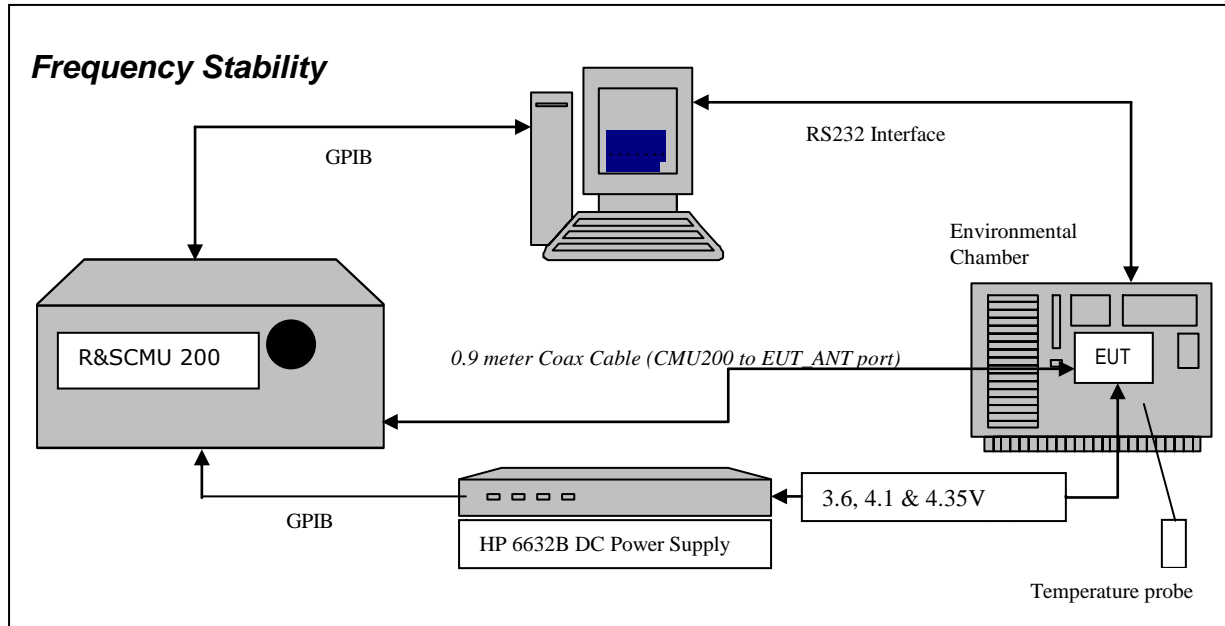 Frequency Stability
GPIB
RS232 Interface
Environmental
Chamber
R&SCMU 200
0.9 meter Coax Cable (CMU200 to EUT_ANT port)
EUT
3.6, 4.1 & 4.35V
GPIB
HP 6632B DC Power Supply
Temperature probe